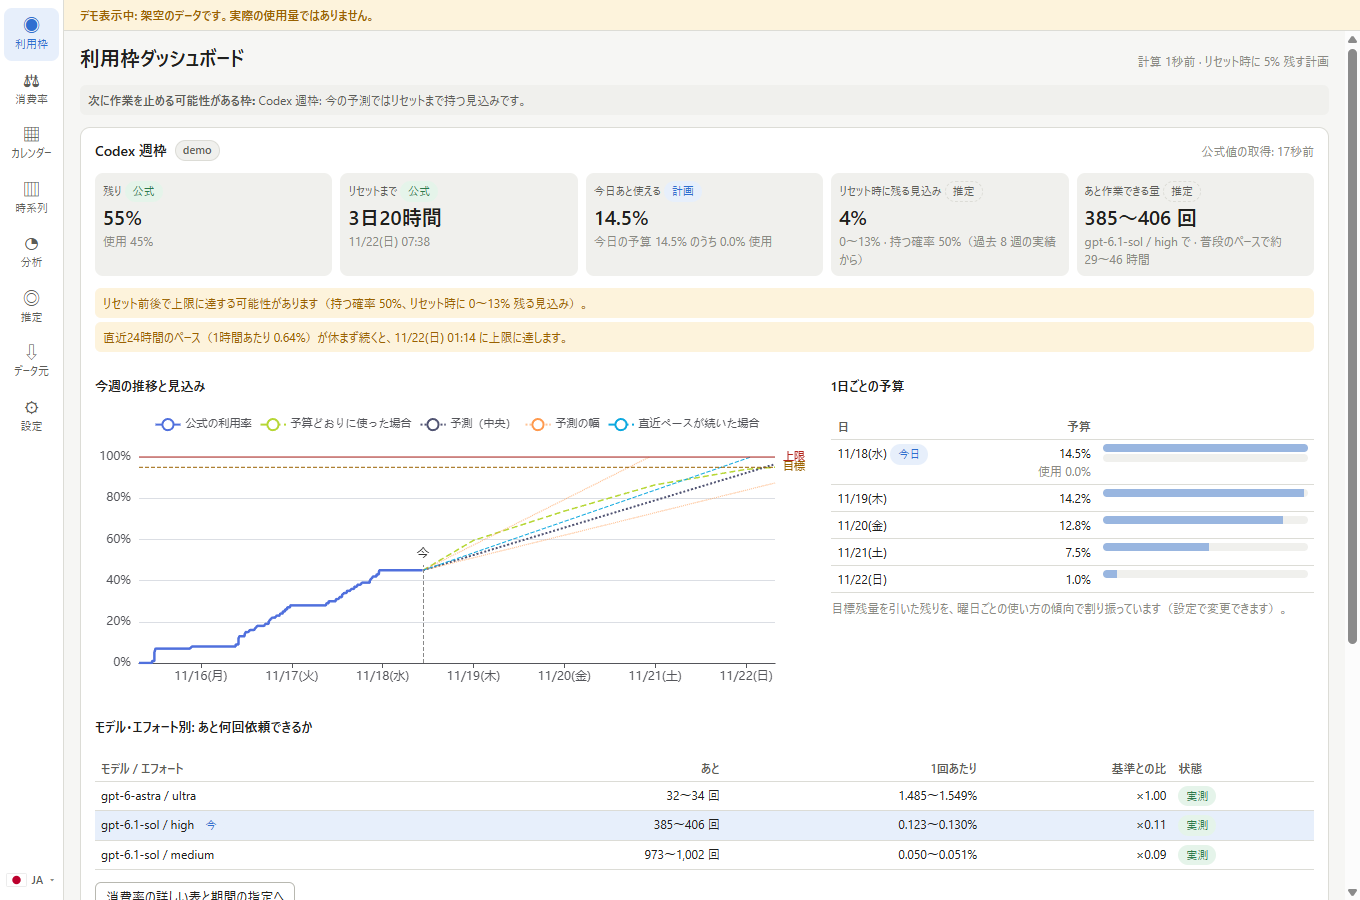 デモ表示中: 架空のデータです。実際の使用量ではありません。
利用枠
消費率
カレンダー
時系列
分析
推定
データ元
設定
JA
利用枠ダッシュボード
計算 1秒前 · リセット時に 5% 残す計画
次に作業を止める可能性がある枠: Codex 週枠: 今の予測ではリセットまで持つ見込みです。
Codex 週枠 demo
公式値の取得: 17秒前
残り 公式
55%
使用 45%
リセットまで 公式
3日20時間
11/22(日) 07:38
今日あと使える 計画
14.5%
今日の予算 14.5% のうち 0.0% 使用
リセット時に残る見込み 推定
4%
0〜13% · 持つ確率 50%（過去 8 週の実績
から）
あと作業できる量 推定
385〜406 回
gpt-6.1-sol / high で · 普段のペースで約
29〜46 時間
リセット前後で上限に達する可能性があります（持つ確率 50%、リセット時に 0〜13% 残る見込み）。
直近24時間のペース（1時間あたり 0.64%）が休まず続くと、11/22(日) 01:14 に上限に達します。
今週の推移と見込み
公式の利用率 予算どおりに使った場合 予測（中央） 予測の幅 直近ペースが続いた場合
100%
80%
60%
40%
20%
0%
上限
目標
今
11/16(月) 11/17(火) 11/18(水) 11/19(木) 11/20(金) 11/21(土) 11/22(日)
1日ごとの予算
日 予算
11/18(水) 今日 14.5%
使用 0.0%
11/19(木) 14.2%
11/20(金) 12.8%
11/21(土) 7.5%
11/22(日) 1.0%
目標残量を引いた残りを、曜日ごとの使い方の傾向で割り振っています（設定で変更できます）。
モデル・エフォート別: あと何回依頼できるか
モデル / エフォート あと 1回あたり 基準との比 状態
gpt-6-astra / ultra 32〜34 回 1.485〜1.549% ×1.00 実測
gpt-6.1-sol / high 今 385〜406 回 0.123〜0.130% ×0.11 実測
gpt-6.1-sol / medium 973〜1,002 回 0.050〜0.051% ×0.09 実測
消費率の詳しい表と期間の指定へ